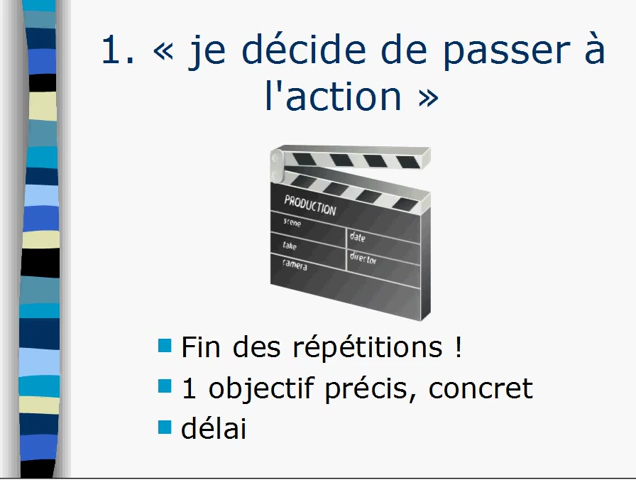 1. « je décide de passer à
l'action »
PRODUCTION
scene
date
take
director
camera
Fin des répétitions !
1 objectif précis, concret
délai